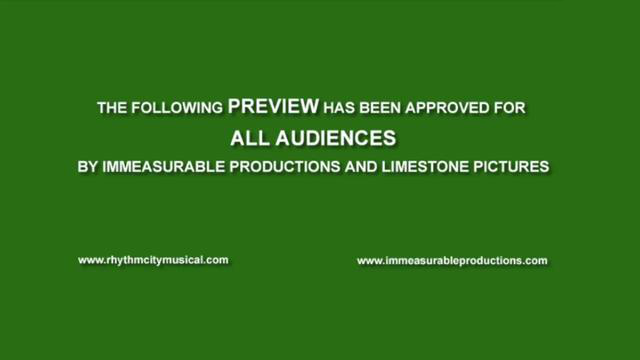 THE FOLLOWING PREVIEW HAS BEEN APPROVED FOR
ALL AUDIENCES
BY IMMEASURABLE PRODUCTIONS AND LIMESTONE PICTURES
www.rhythmcitymusical.com
www.immeasurableproductions.com